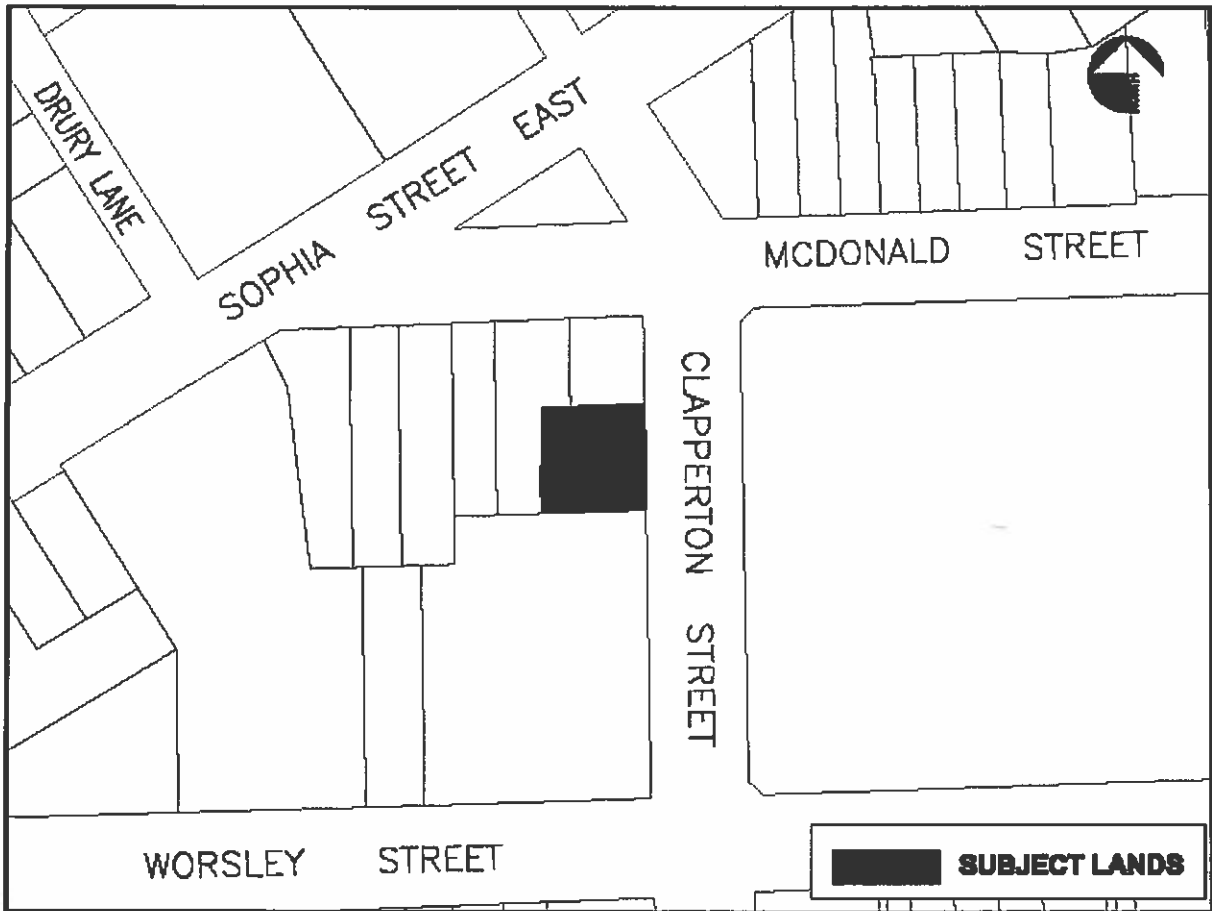 DRURY LANE
SOPHIA STREET EAST
MCDONALD STREET
CLAPPERTON STREET
WORSLEY STREET
SUBJECT LANDS